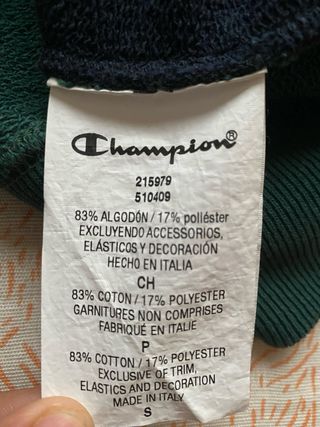 Champion®
215979
510409
83% ALGODÓN / 17% poliéster
EXCLUYENDO ACCESSORIOS,
ELÁSTICOS Y DECORACIÓN
HECHO EN ITALIA
CH
83% COTON / 17% POLYESTER
GARNITURES NON COMPRISES
FABRIQUÉ EN ITALIE
P
83% COTTON / 17% POLYESTER
EXCLUSIVE OF TRIM,
ELASTICS AND DECORATION
MADE IN ITALY
S